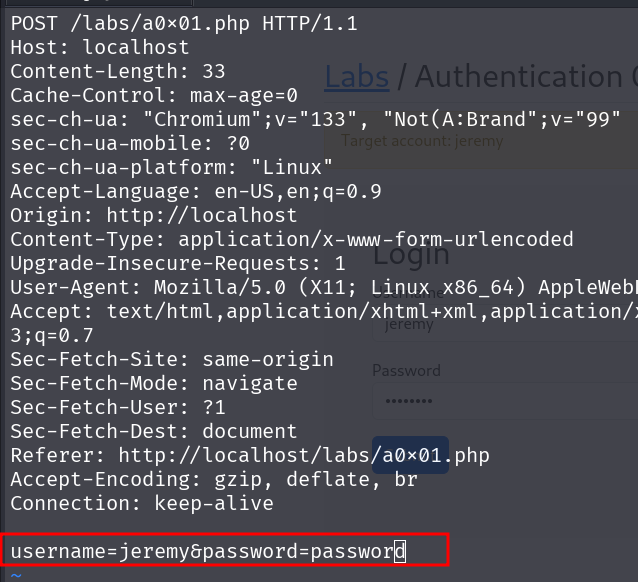 POST /labs/a0x01.php HTTP/1.1
Host: localhost
Content-Length: 33
Labs / Authentication
Cache-Control: max-age=0
sec-ch-ua: "Chromium";v="133", "Not(A:Brand";v="99"
sec-ch-ua-mobile: ?0
Target account: jeremy
sec-ch-ua-platform: "Linux"
Accept-Language: en-US,en;q=0.9
Origin: http://localhost
Content-Type: application/x-www-form-urlencoded
Login
Upgrade-Insecure-Requests: 1
User-Agent: Mozilla/5.0 (X11; Linux x86_64) AppleWebK
Username
Accept: text/html,application/xhtml+xml,application/x
jeremy
3;q=0.7
Sec-Fetch-Site: same-origin
Sec-Fetch-Mode: navigate
Password
Sec-Fetch-User: ?1
••••••••
Sec-Fetch-Dest: document
Referer: http://localhost/labs/a0x01.php
Accept-Encoding: gzip, deflate, br
Connection: keep-alive
username=jeremy&password=password
~